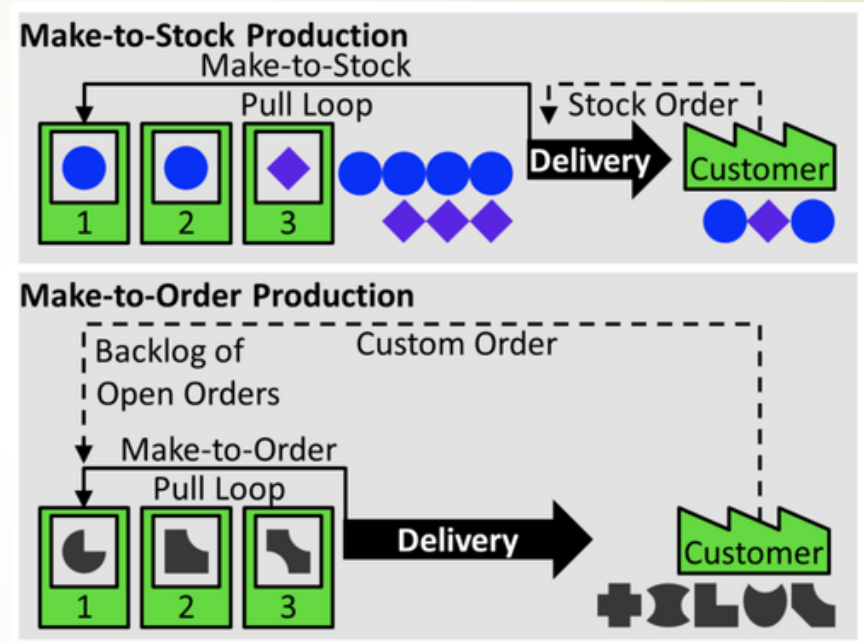 Make-to-Stock Production
Make-to-Stock
Pull Loop
Stock Order
Delivery
Customer
1
2
3
Make-to-Order Production
Custom Order
Backlog of
Open Orders
Make-to-Order
Pull Loop
Delivery
Customer
1
2
3